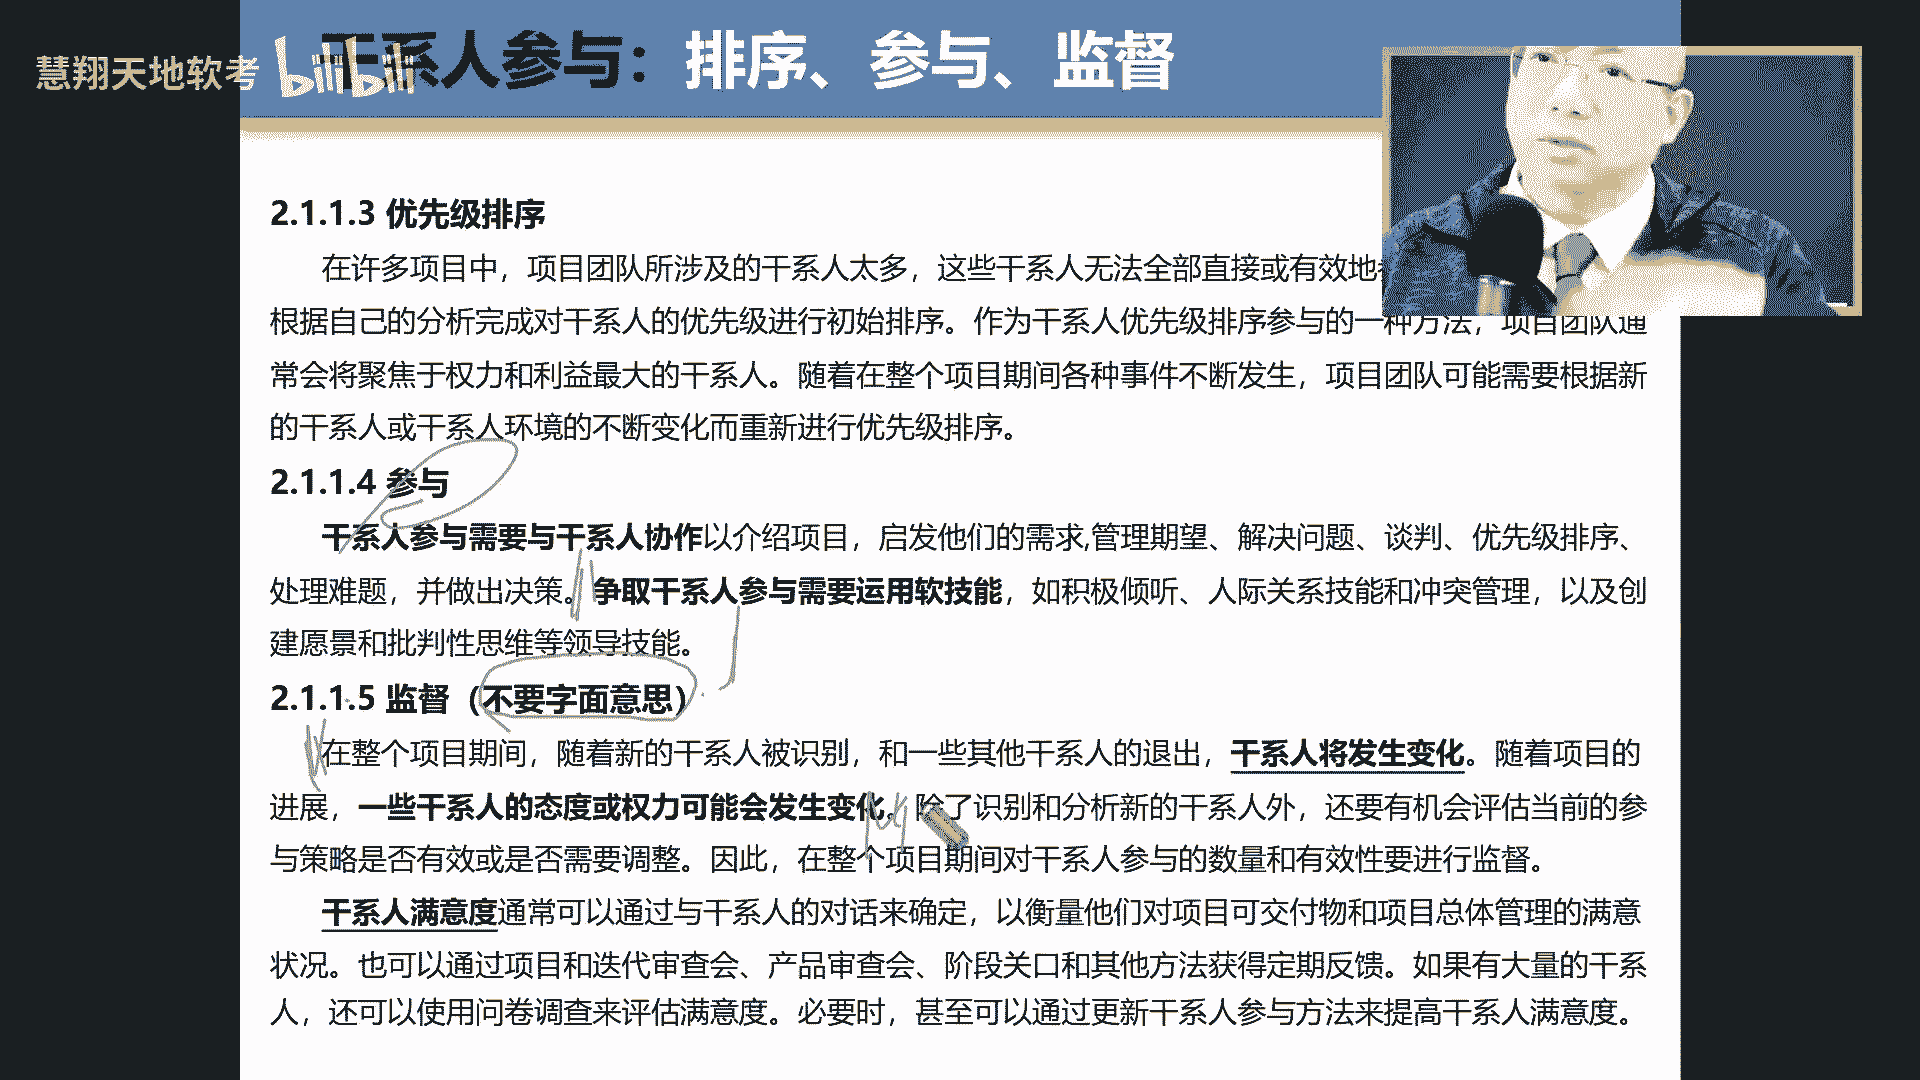 干系人参与：排序、参与、监督
慧翔天地软考 bilibili
2.1.1.3 优先级排序
在许多项目中，项目团队所涉及的干系人太多，这些干系人无法全部直接或有效地
根据自己的分析完成对干系人的优先级进行初始排序。作为干系人优先级排序参与的一种方法，项目团队通
常会将聚焦于权力和利益最大的干系人。随着在整个项目期间各种事件不断发生，项目团队可能需要根据新
的干系人或干系人环境的不断变化而重新进行优先级排序。
2.1.1.4 参与
干系人参与需要与干系人协作以介绍项目，启发他们的需求,管理期望、解决问题、谈判、优先级排序、
处理难题，并做出决策。争取干系人参与需要运用软技能，如积极倾听、人际关系技能和冲突管理，以及创
建愿景和批判性思维等领导技能。
2.1.1.5 监督（不要字面意思）
在整个项目期间，随着新的干系人被识别，和一些其他干系人的退出，干系人将发生变化。随着项目的
进展，一些干系人的态度或权力可能会发生变化。除了识别和分析新的干系人外，还要有机会评估当前的参
与策略是否有效或是否需要调整。因此，在整个项目期间对干系人参与的数量和有效性要进行监督。
干系人满意度通常可以通过与干系人的对话来确定，以衡量他们对项目可交付物和项目总体管理的满意
状况。也可以通过项目和迭代审查会、产品审查会、阶段关口和其他方法获得定期反馈。如果有大量的干系
人，还可以使用问卷调查来评估满意度。必要时，甚至可以通过更新干系人参与方法来提高干系人满意度。